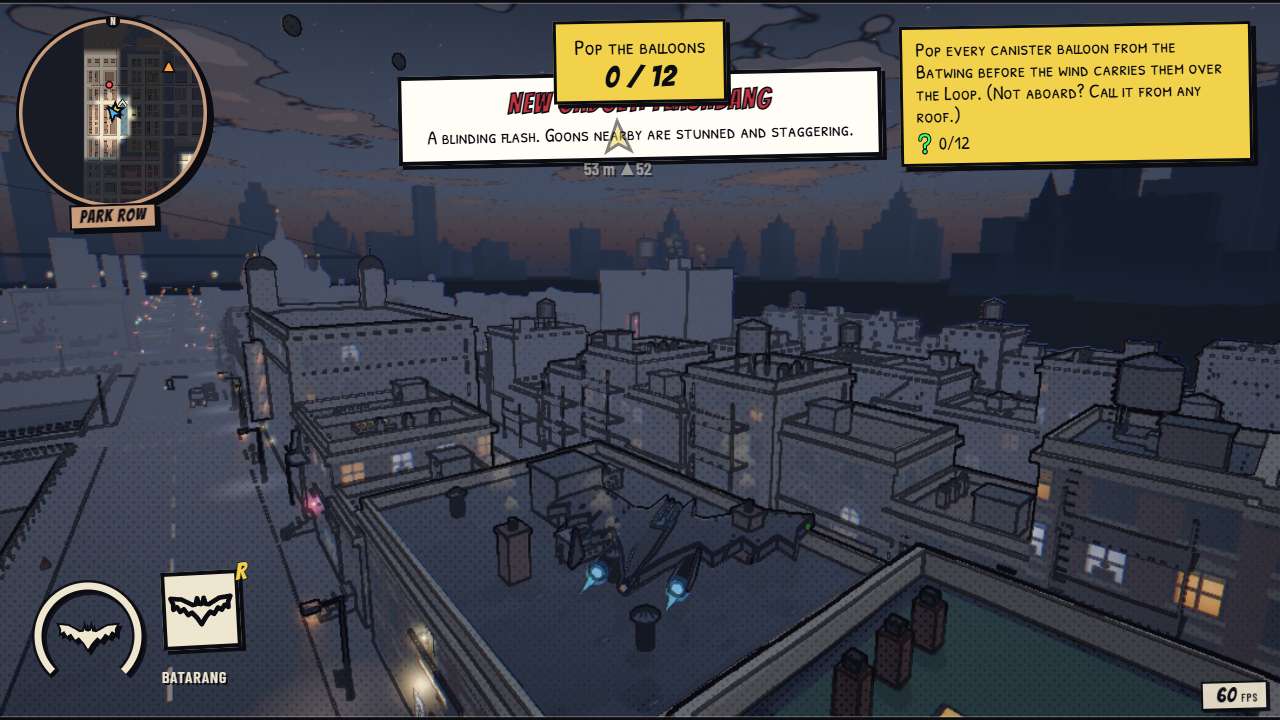 N
PARK ROW
POP THE BALLOONS
0 / 12
NEW
A BLINDING FLASH. GOONS NEARBY ARE STUNNED AND STAGGERING.
53 m ▲52
POP EVERY CANISTER BALLOON FROM THE
BATWING BEFORE THE WIND CARRIES THEM OVER
THE LOOP. (NOT ABOARD? CALL IT FROM ANY
ROOF.)
? 0/12
R
BATARANG
60 FPS